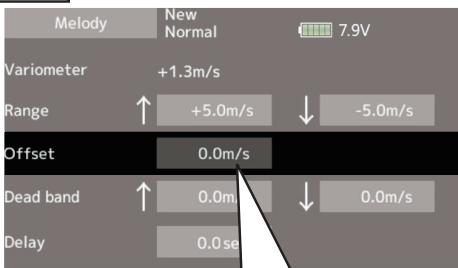 Melody New Normal 7.9V
Variometer +1.3m/s
Range ↑ +5.0m/s ↓ -5.0m/s
Offset 0.0m/s
Dead band ↑ 0.0m/ ↓ 0.0m/s
Delay 0.0 se